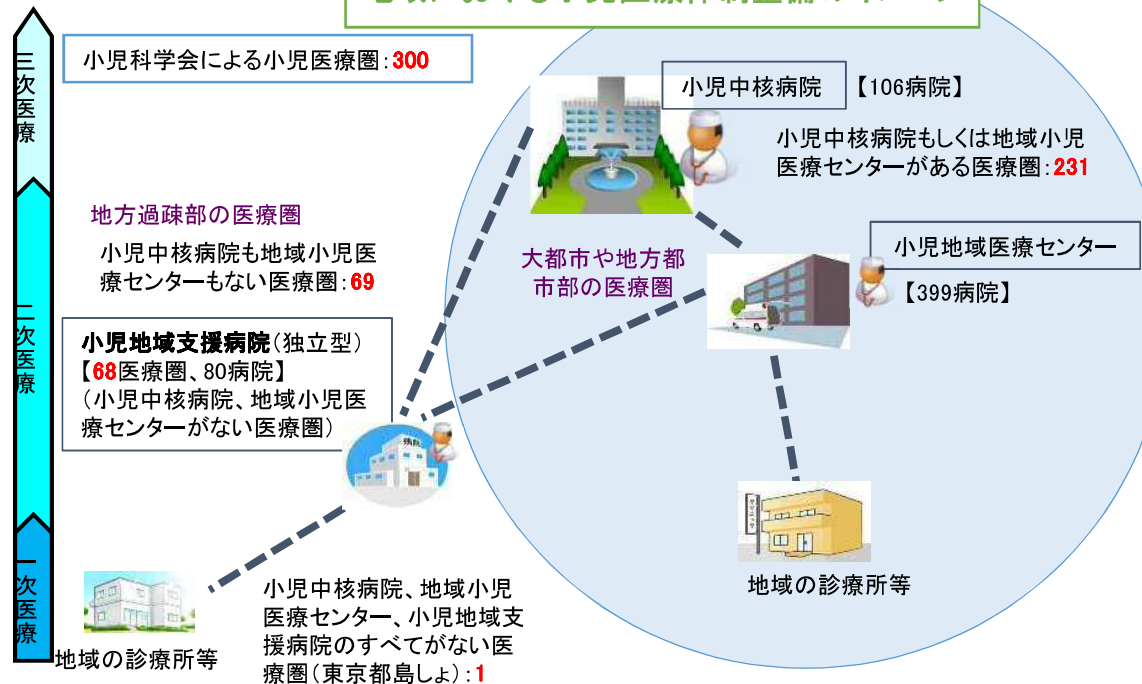 三次医療
小児科学会による小児医療圏：300
小児中核病院
【106病院】
小児中核病院もしくは地域小児
医療センターがある医療圏：231
地方過疎部の医療圏
小児中核病院も地域小児医
療センターもない医療圏：69
大都市や地方都
市部の医療圏
小児地域医療センター
【399病院】
二次医療
小児地域支援病院（独立型）
【68医療圏、80病院】
（小児中核病院、地域小児医
療センターがない医療圏）
病院
クリニック
地域の診療所等
一次医療
地域の診療所等
小児中核病院、地域小児
医療センター、小児地域支
援病院のすべてがない医
療圏（東京都島しょ）：1